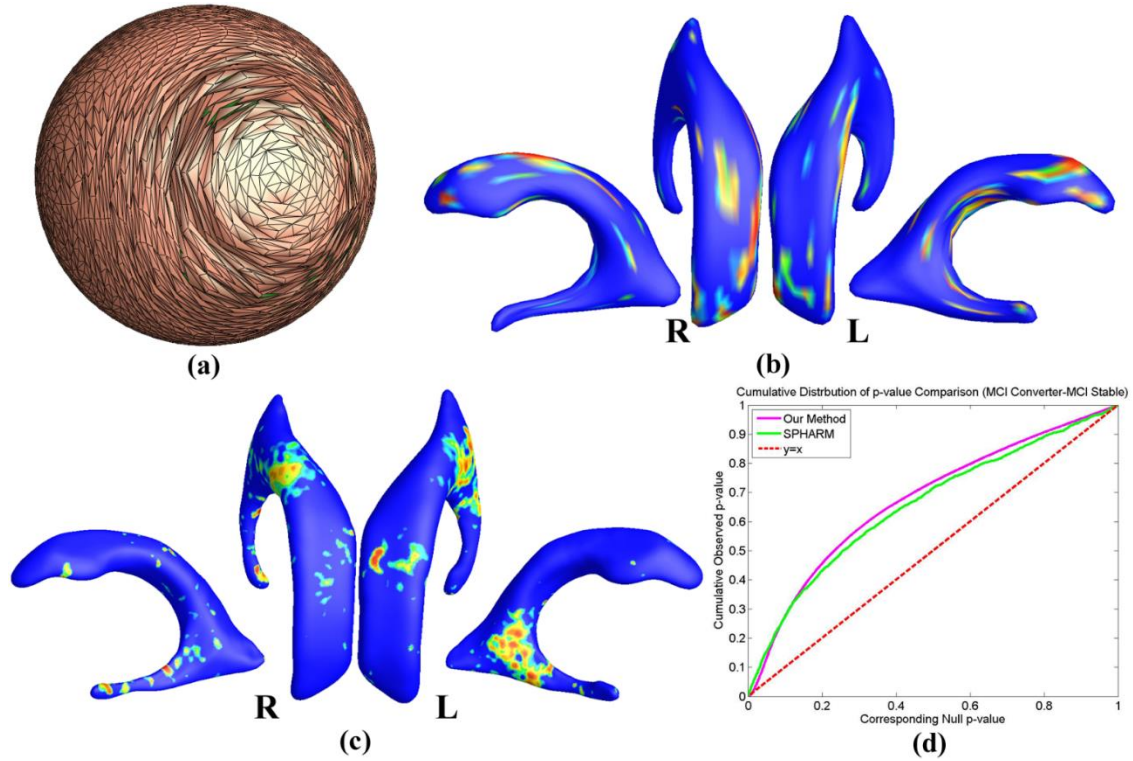 R
L
(a)
(b)
R
L
(c)
Cumulative Distrbution of p-value Comparison (MCI Converter-MCI Stable)
Our Method
SPHARM
y=x
1
0.9
0.8
0.7
0.6
0.5
0.4
0.3
0.2
0.1
0
0 0.2 0.4 0.6 0.8 1
Cumulative Observed p-value
Corresponding Null p-value
(d)